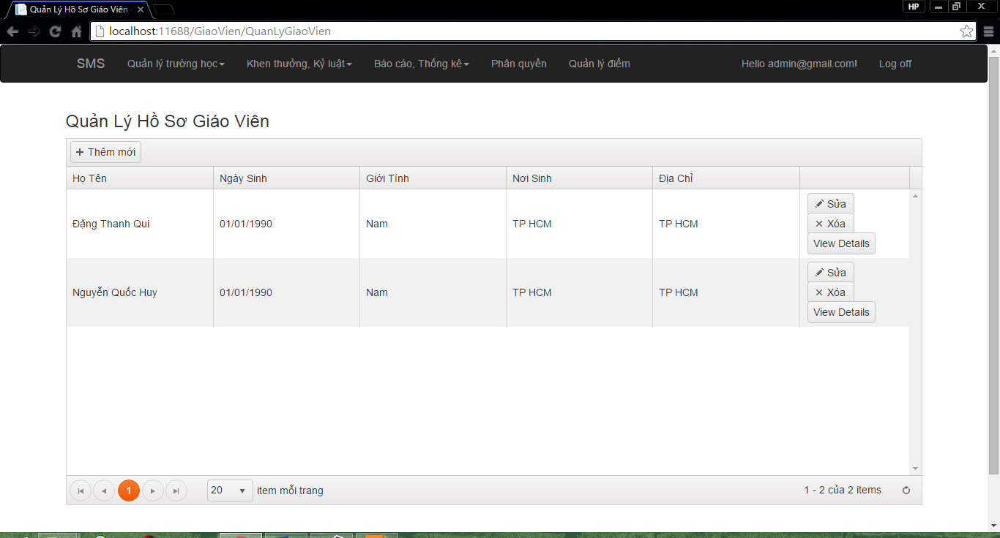 Quản Lý Hồ Sơ Giáo Viên
HP
localhost:11688/GiaoVien/QuanLyGiaoVien
SMS Quản lý trường học Khen thưởng, Kỷ luật Báo cáo, Thống kê Phân quyền Quản lý điểm Hello admin@gmail.com! Log off
Quản Lý Hồ Sơ Giáo Viên
+ Thêm mới
Họ Tên Ngày Sinh Giới Tính Nơi Sinh Địa Chỉ
Sửa
Đặng Thanh Qui 01/01/1990 Nam TP HCM TP HCM Xóa
View Details
Sửa
Nguyễn Quốc Huy 01/01/1990 Nam TP HCM TP HCM Xóa
View Details
1 20 item mỗi trang 1 - 2 của 2 items